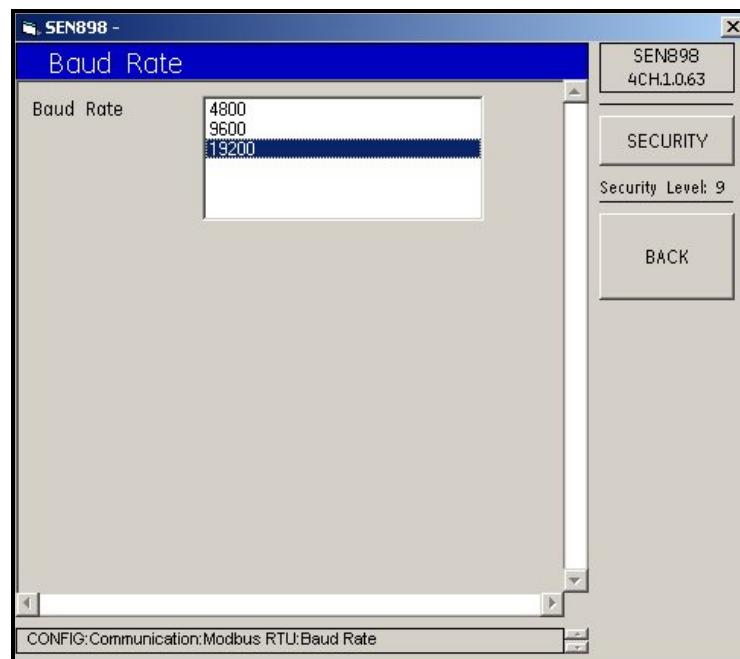 SEN898 -
Baud Rate
SEN898
4CH.1.0.63
Baud Rate
4800
9600
19200
SECURITY
Security Level: 9
BACK
CONFIG:Communication:Modbus RTU:Baud Rate